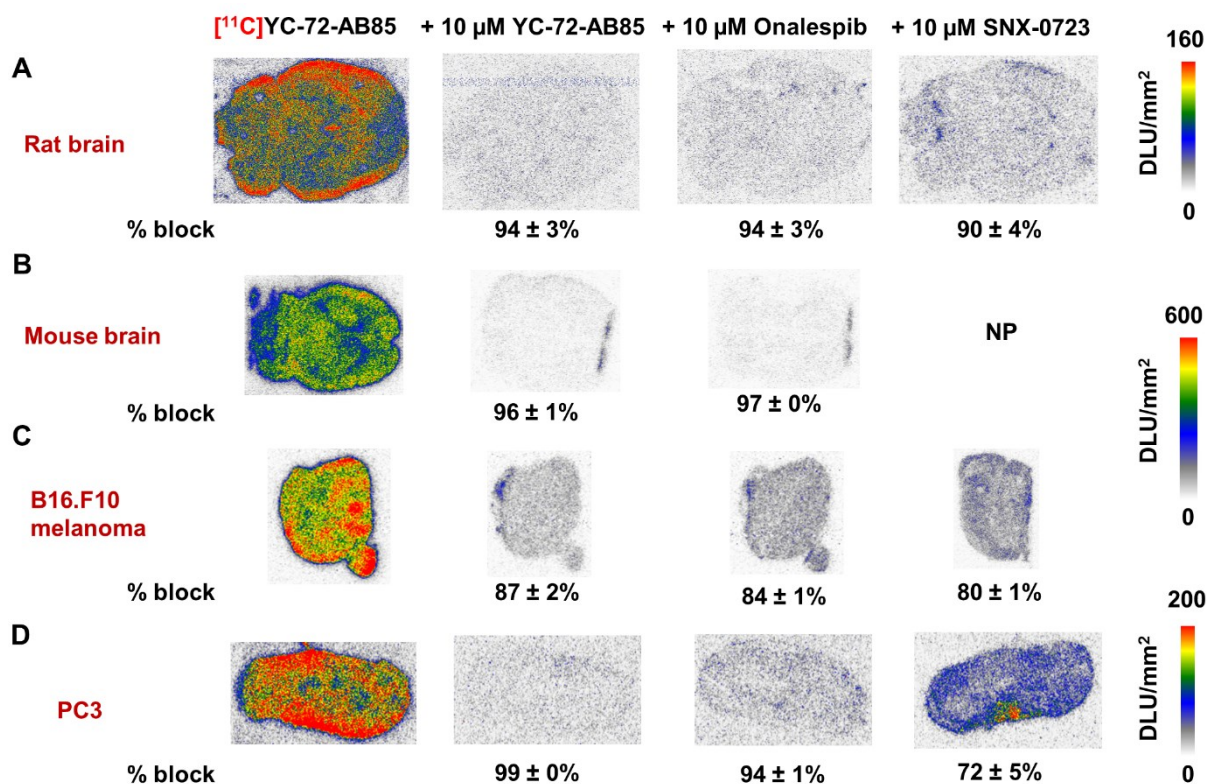 [¹¹C]YC-72-AB85 + 10 µM YC-72-AB85 + 10 µM Onalespib + 10 µM SNX-0723
160
A
Rat brain
DLU/mm²
0
% block 94 ± 3% 94 ± 3% 90 ± 4%
B
Mouse brain
NP
600
% block 96 ± 1% 97 ± 0%
C
DLU/mm²
B16.F10
melanoma
0
% block 87 ± 2% 84 ± 1% 80 ± 1%
200
D
PC3
DLU/mm²
0
% block 99 ± 0% 94 ± 1% 72 ± 5%